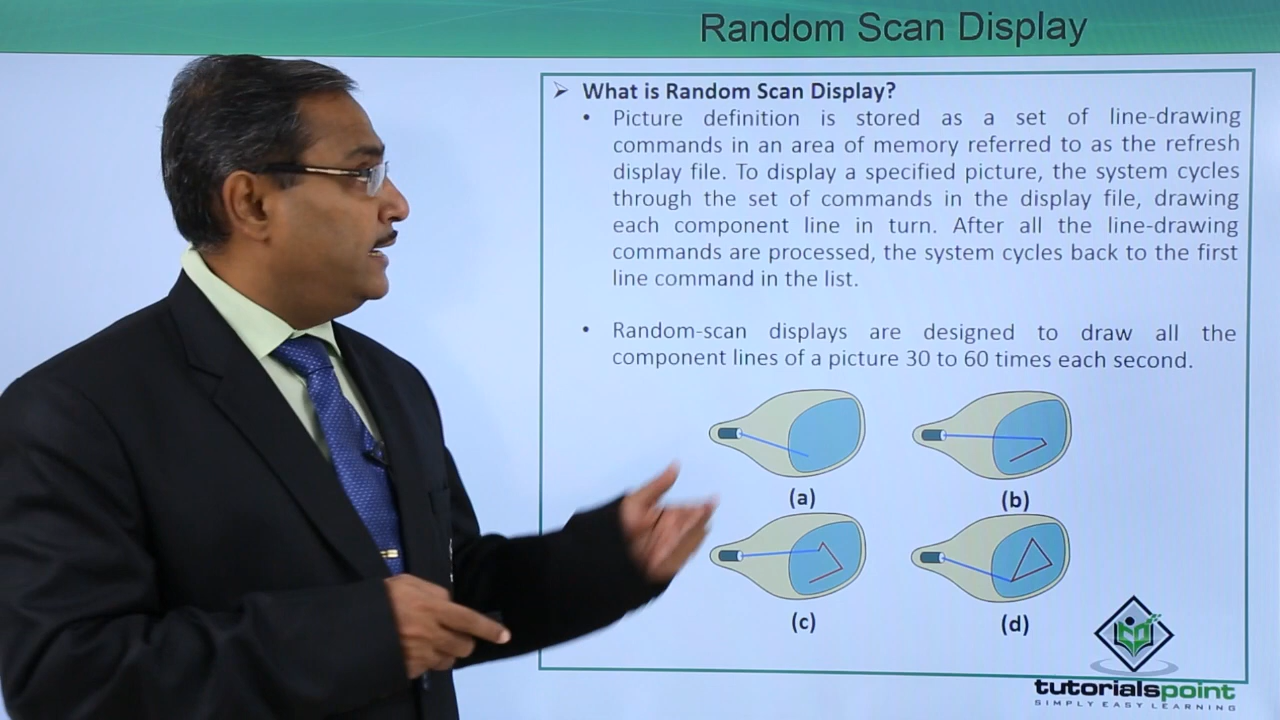 Random Scan Display
➢ What is Random Scan Display?
• Picture definition is stored as a set of line-drawing
commands in an area of memory referred to as the refresh
display file. To display a specified picture, the system cycles
through the set of commands in the display file, drawing
each component line in turn. After all the line-drawing
commands are processed, the system cycles back to the first
line command in the list.
• Random-scan displays are designed to draw all the
component lines of a picture 30 to 60 times each second.
(a) (b)
(c) (d)
tutorialspoint
SIMPLY EASY LEARNING